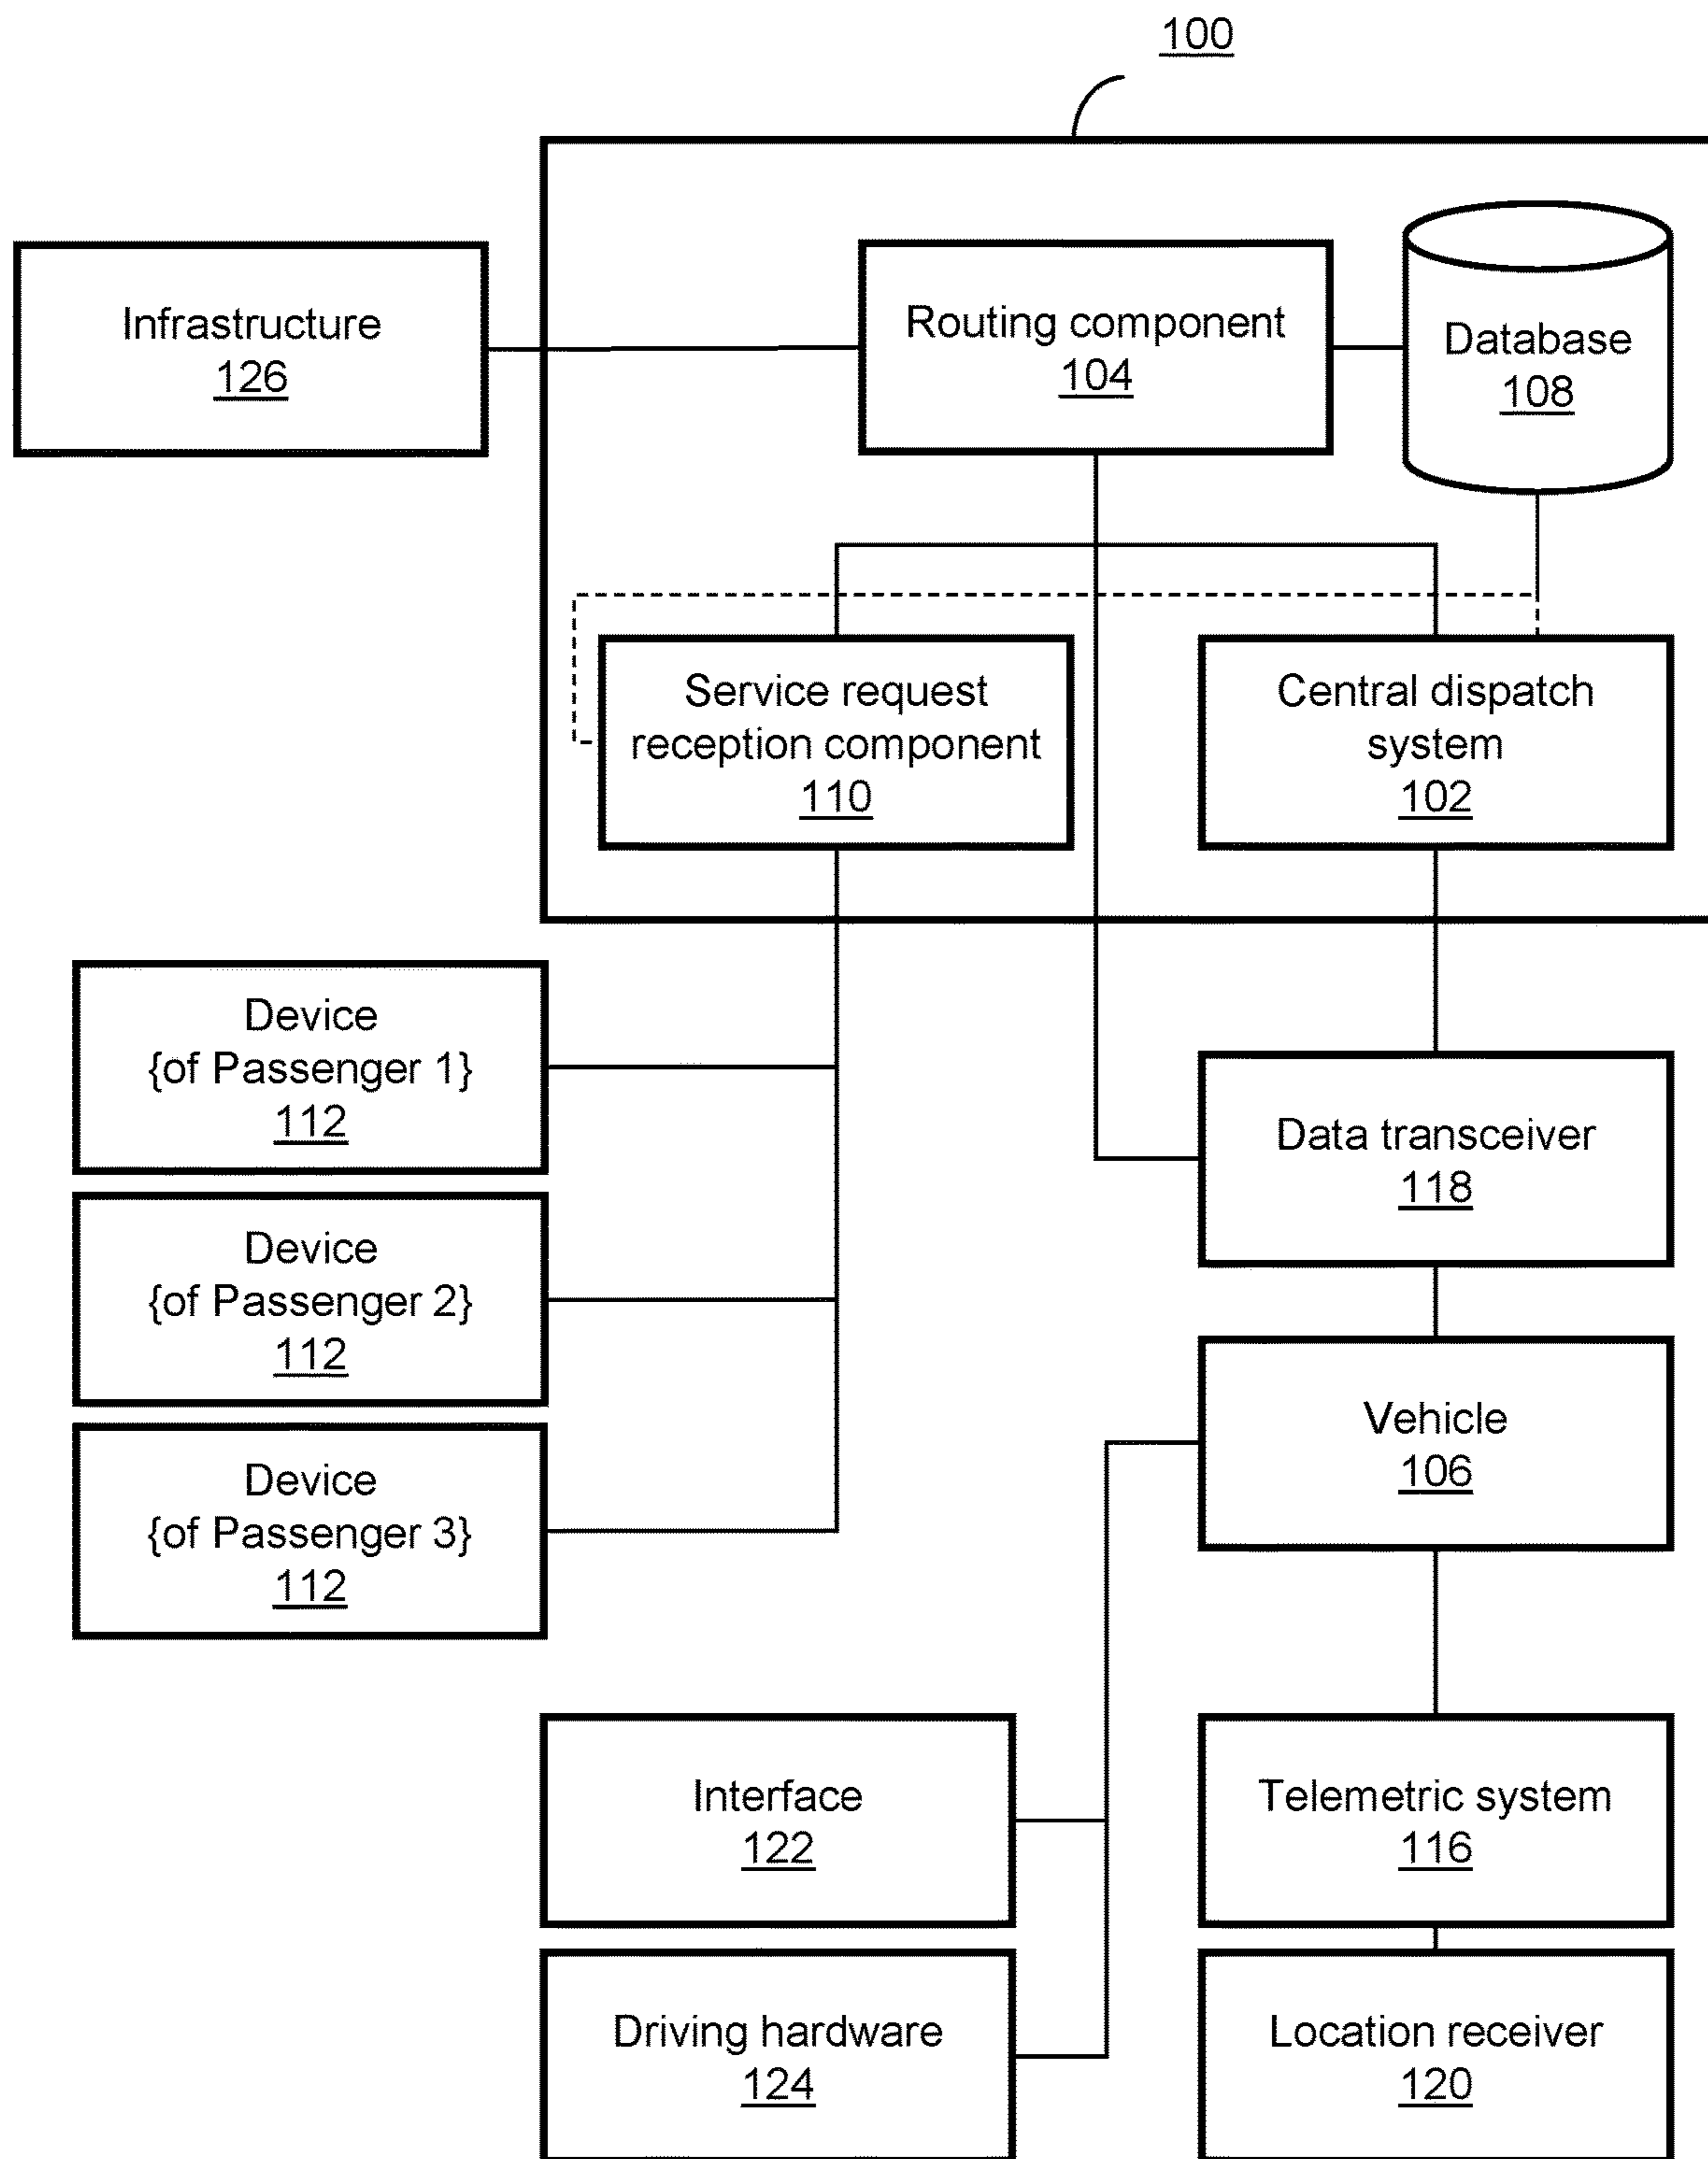 100
Infrastructure
126
Routing component
104
Database
108
Service request
reception component
110
Central dispatch
system
102
Device
{of Passenger 1}
112
Data transceiver
118
Device
{of Passenger 2}
112
Vehicle
106
Device
{of Passenger 3}
112
Interface
122
Telemetric system
116
Driving hardware
124
Location receiver
120